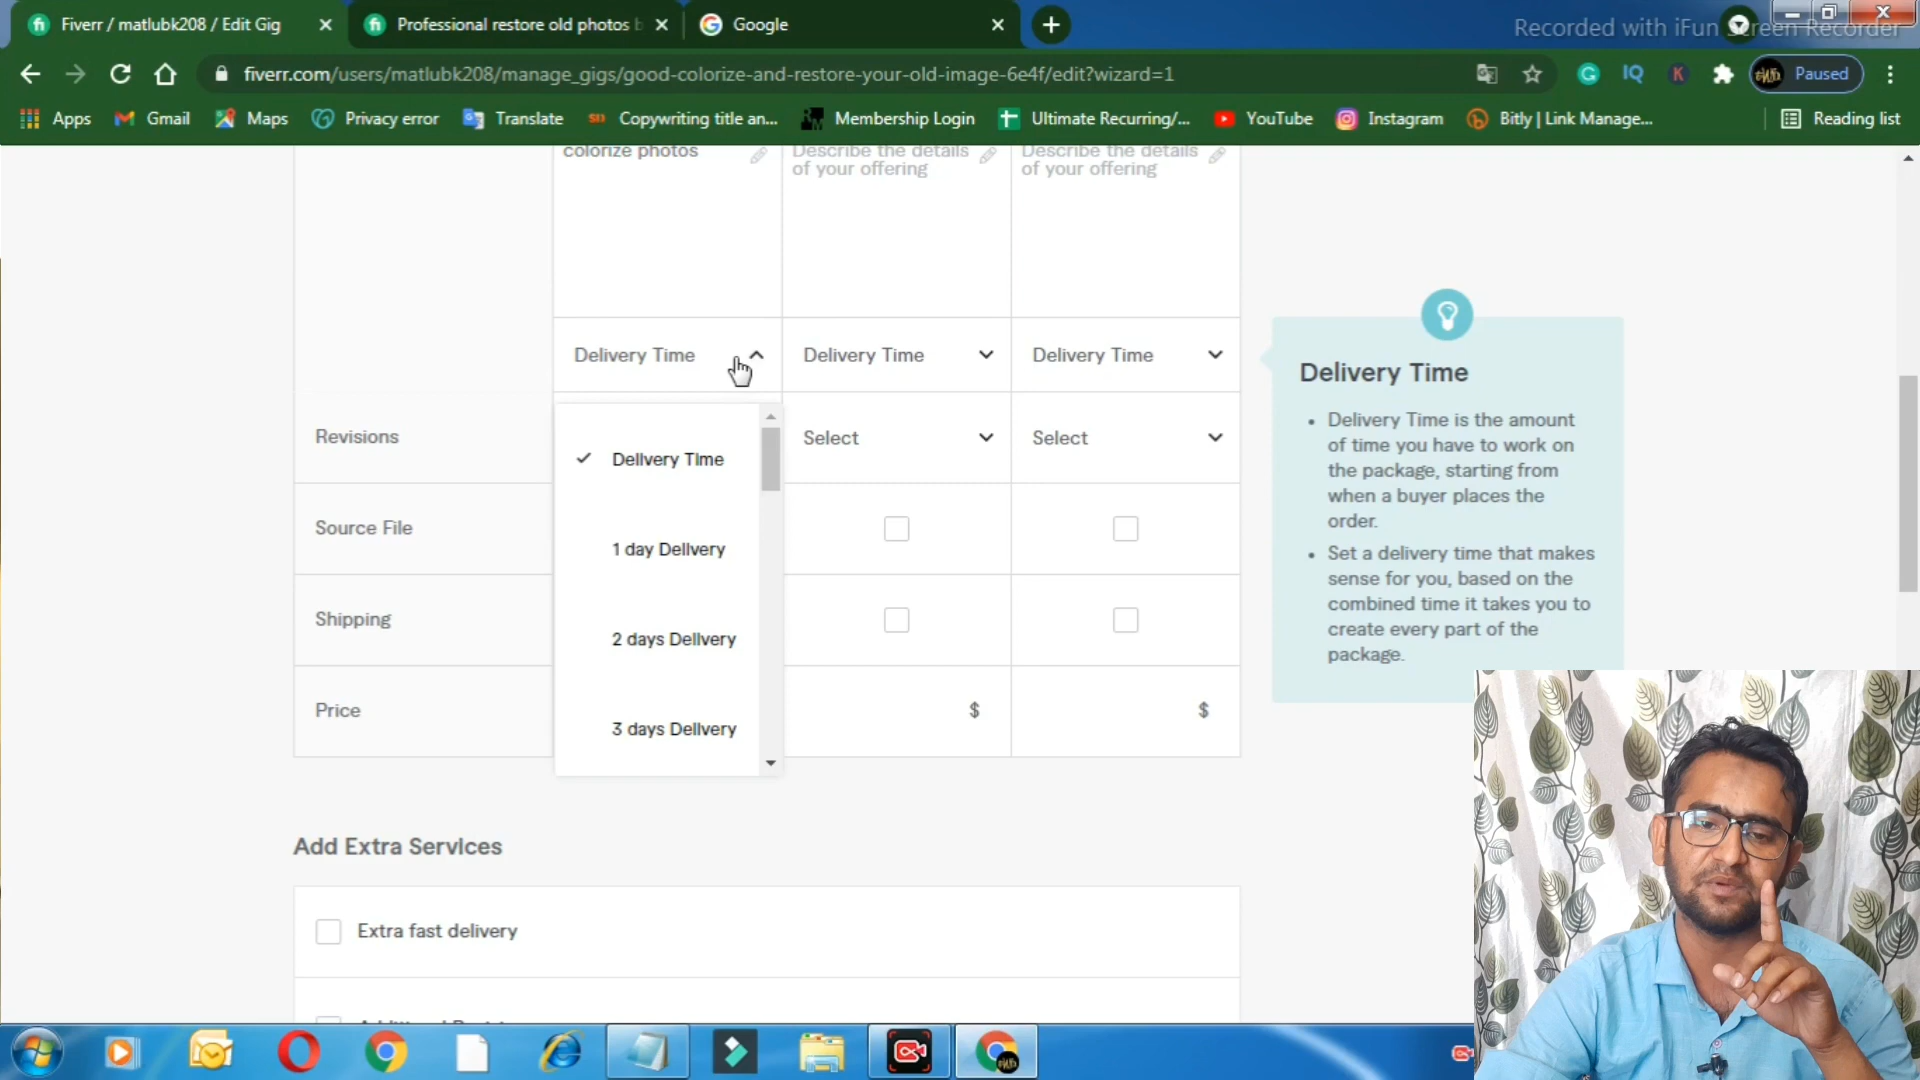 Fiverr / matlubk208 / Edit Gig
Professional restore old photos b
Google
Recorded with iFun Screen Recorder
fiverr.com/users/matlubk208/manage_gigs/good-colorize-and-restore-your-old-image-6e4f/edit?wizard=1
IQ
K
Paused
Apps
Gmail
Maps
Privacy error
Translate
Copywriting title an...
Membership Login
Ultimate Recurring/...
YouTube
Instagram
Bitly | Link Manage...
Reading list
colorize photos
Describe the details
of your offering
Describe the details
of your offering
Delivery Time
Delivery Time
Delivery Time
Revisions
Select
Select
Delivery Time
1 day Delivery
2 days Delivery
3 days Delivery
Source File
Shipping
Price
$
$
Delivery Time
• Delivery Time is the amount
of time you have to work on
the package, starting from
when a buyer places the
order.
• Set a delivery time that makes
sense for you, based on the
combined time it takes you to
create every part of the
package.
Add Extra Services
Extra fast delivery